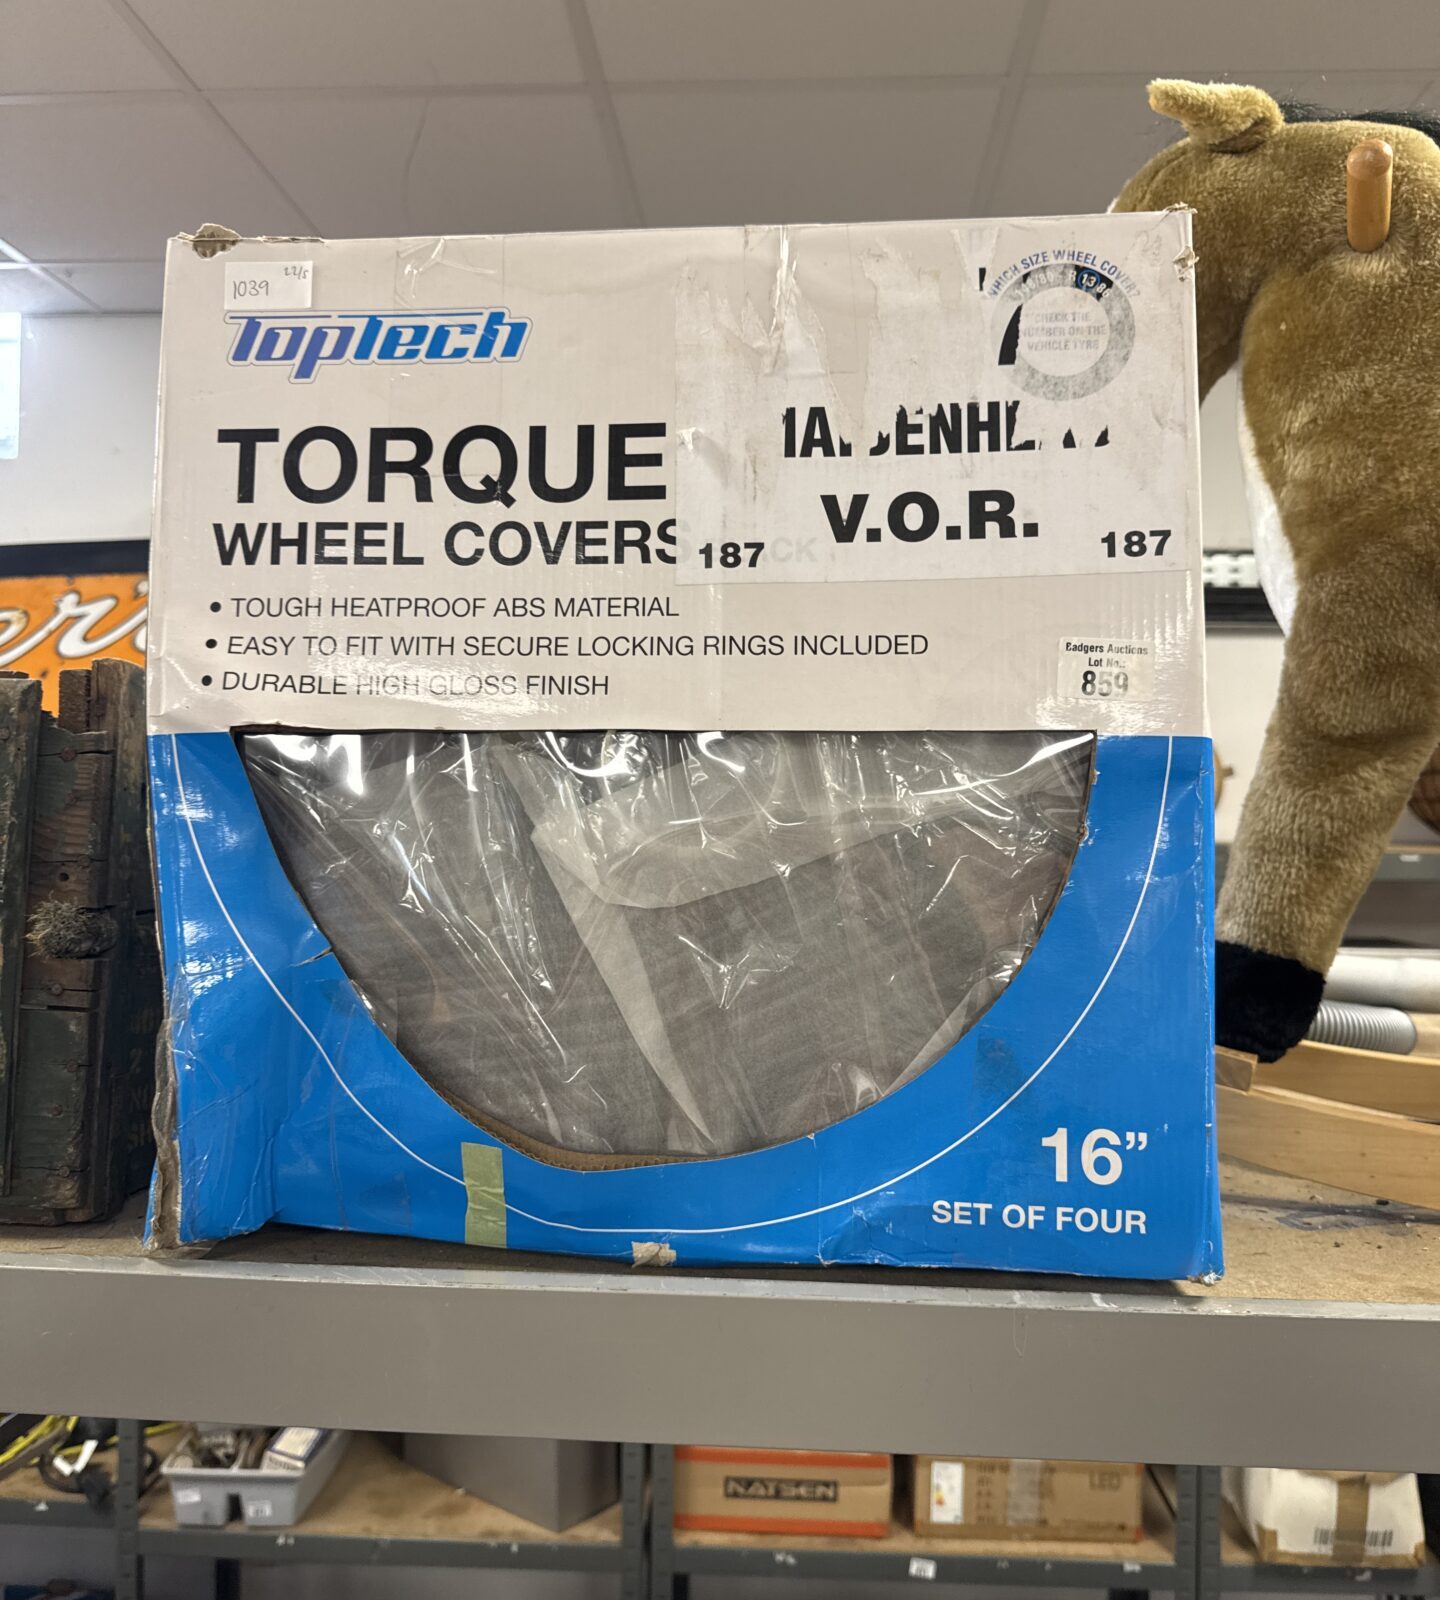 1039
22/5
TopTech
TORQUE
WHEEL COVERS
WHICH SIZE WHEEL COVER?
CHECK THE
NUMBER ON THE
VEHICLE TYRE
V.O.R.
187
187
• TOUGH HEATPROOF ABS MATERIAL
• EASY TO FIT WITH SECURE LOCKING RINGS INCLUDED
• DURABLE HIGH GLOSS FINISH
Badgers Auctions
Lot No.:
859
16”
SET OF FOUR
NATSEN
LED